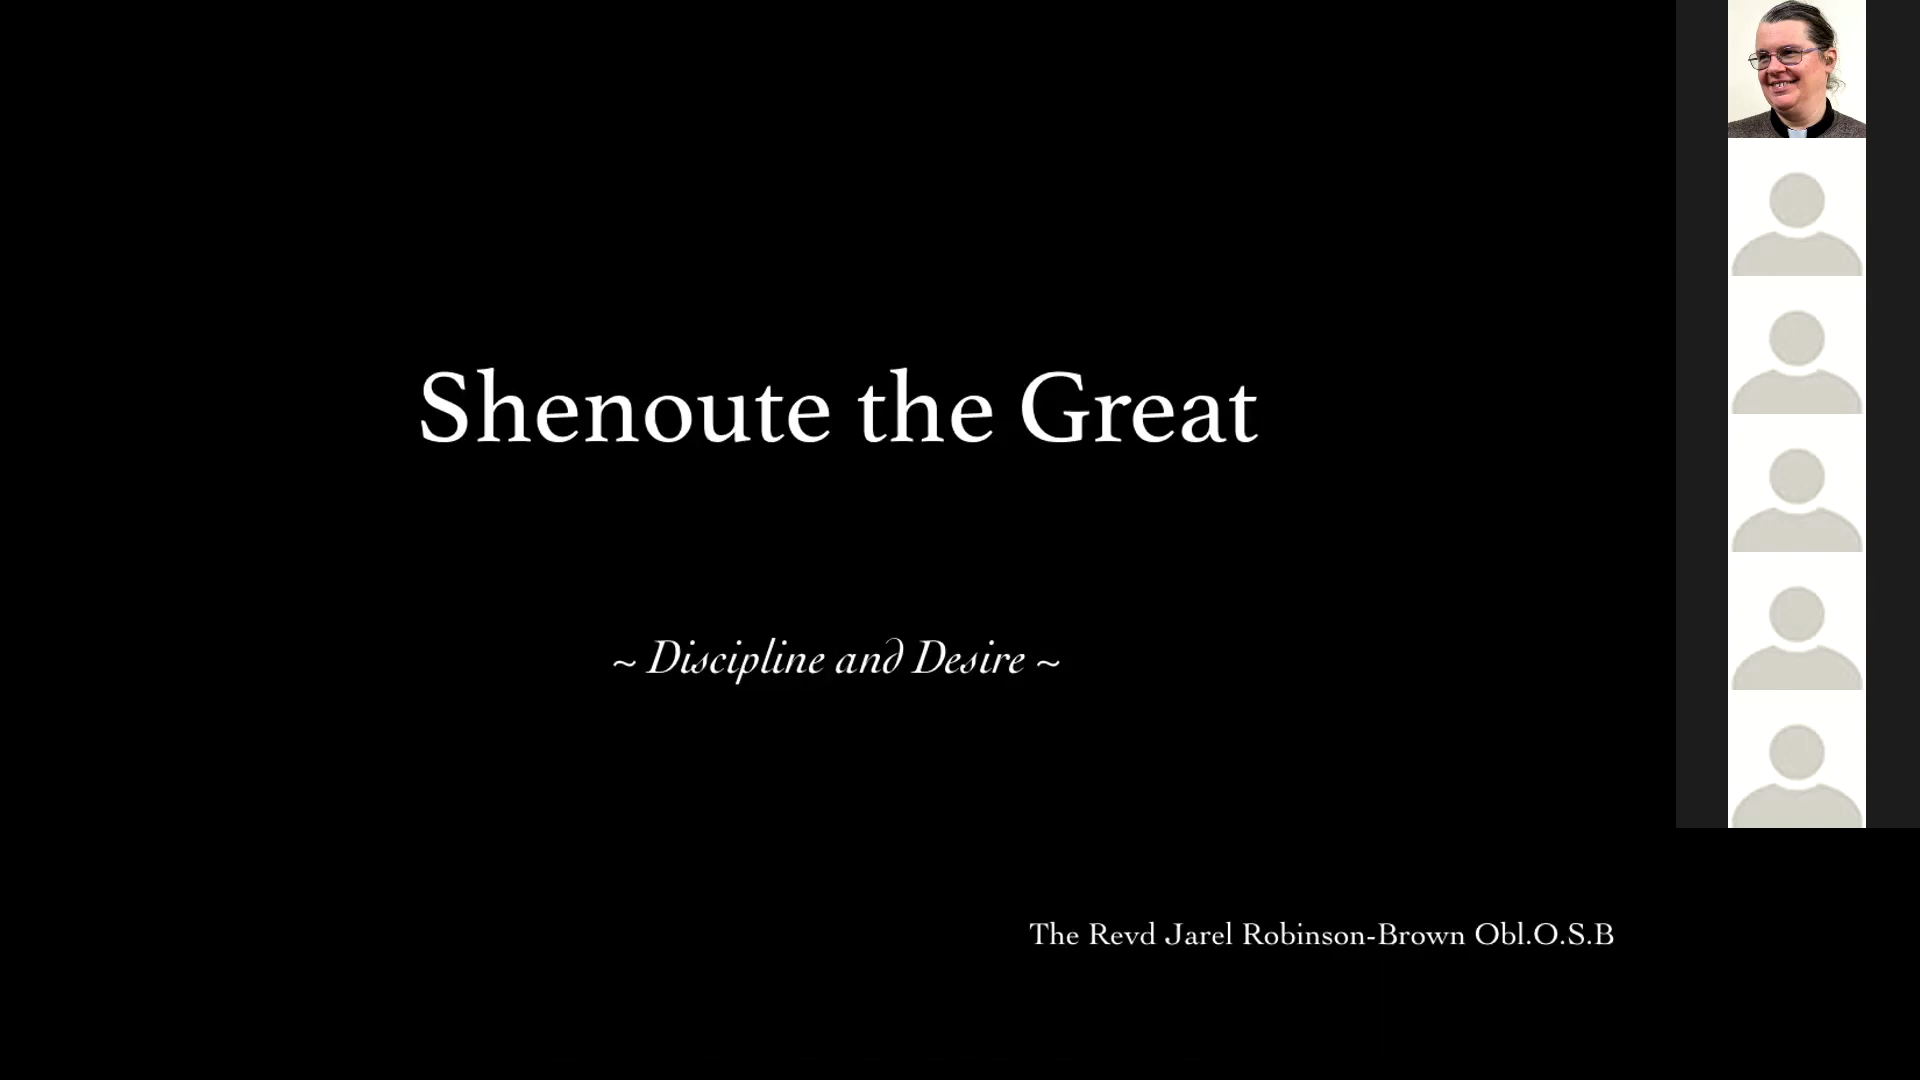 Shenoute the Great
~ Discipline and Desire ~
The Revd Jarel Robinson-Brown Obl.O.S.B